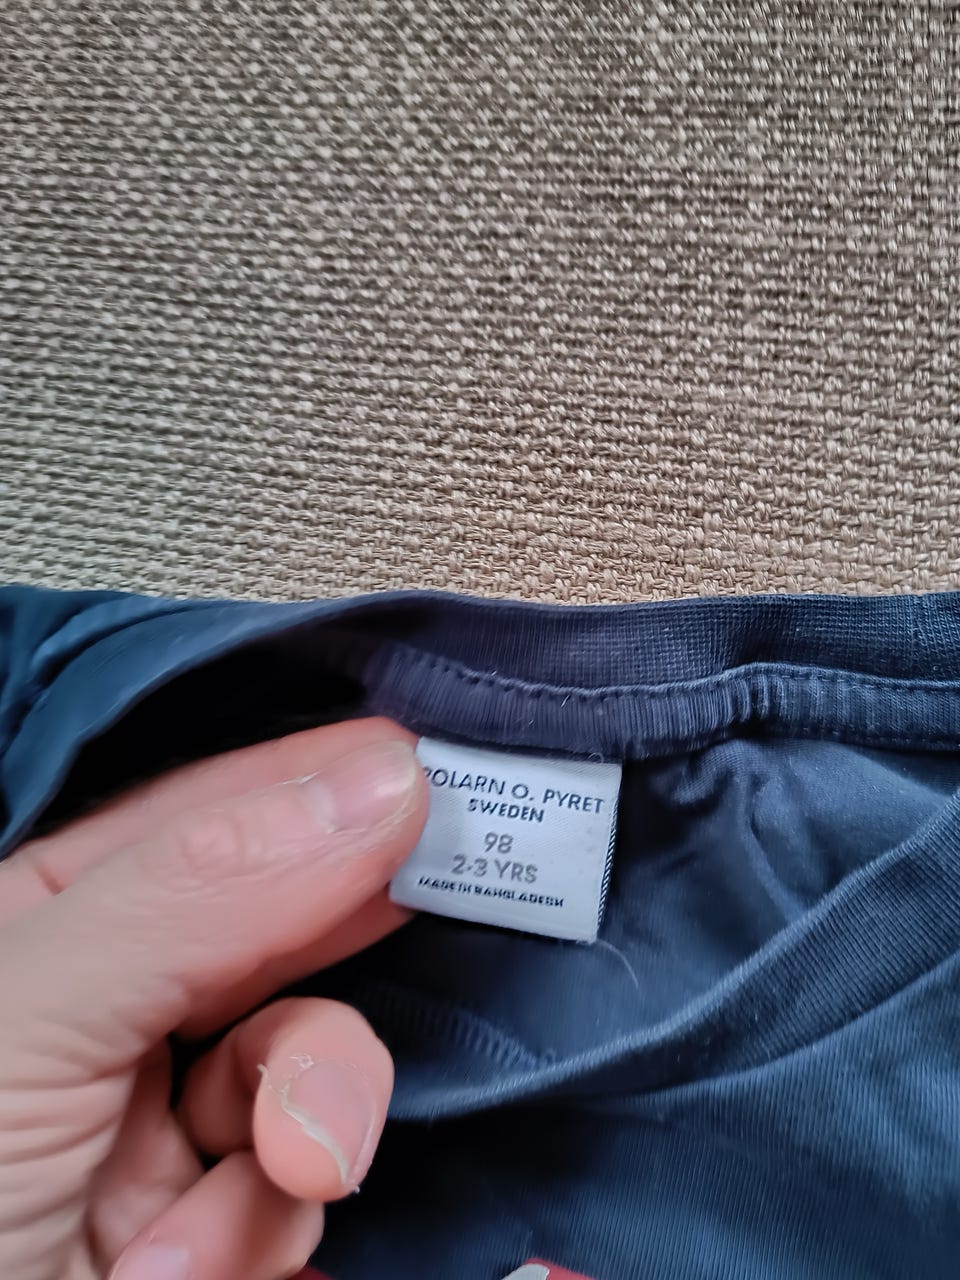 POLARN O. PYRET
SWEDEN
98
2-3 YRS
MADE IN BANGLADESH